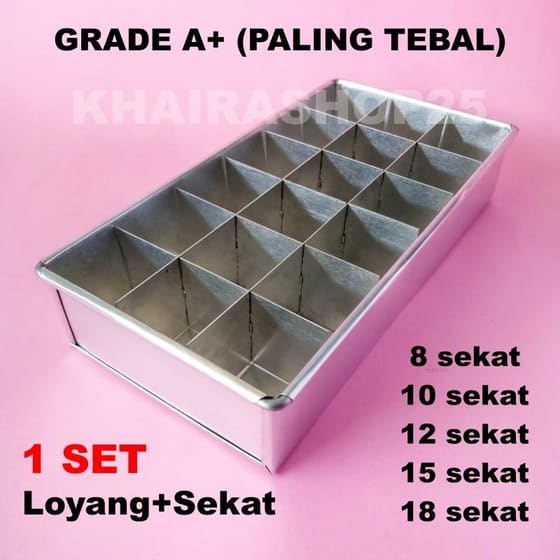 GRADE A+ (PALING TEBAL)
KHAIRASHOP25
8 sekat
10 sekat
12 sekat
15 sekat
18 sekat
1 SET
Loyang+Sekat